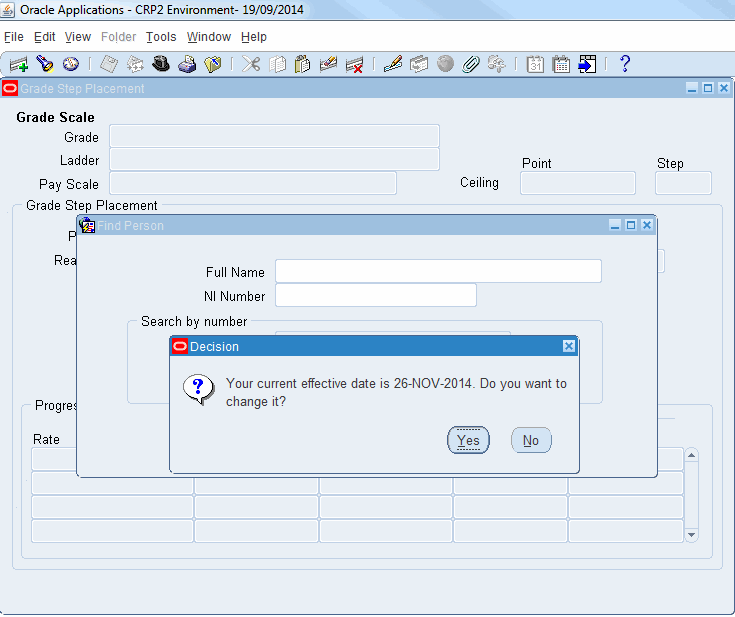 Oracle Applications - CRP2 Environment- 19/09/2014
File Edit View Folder Tools Window Help
31
?
Grade Step Placement
Grade Scale
Grade
Ladder
Point
Step
Pay Scale
Ceiling
Grade Step Placement
P
Find Person
Rea
Full Name
NI Number
Search by number
Decision
?
Your current effective date is 26-NOV-2014. Do you want to
change it?
Progres
Rate
Yes
No